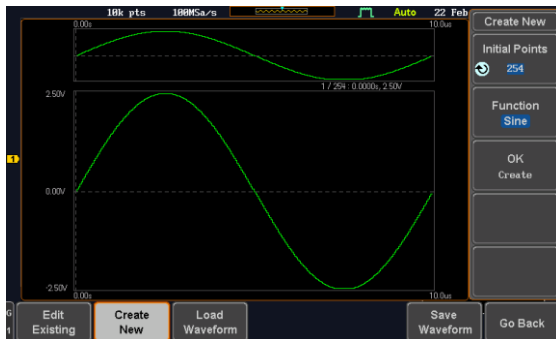 10k pts 100MSa/s Auto 22 Feb
0.00s 10.0us
1 / 254 : 0.0000s, 2.50V
2.50V
0.00V
-2.50V
0.00s 10.0us
1
Create New
Initial Points
254
Function
Sine
OK
Create
G
1
Edit
Existing
Create
New
Load
Waveform
Save
Waveform
Go Back